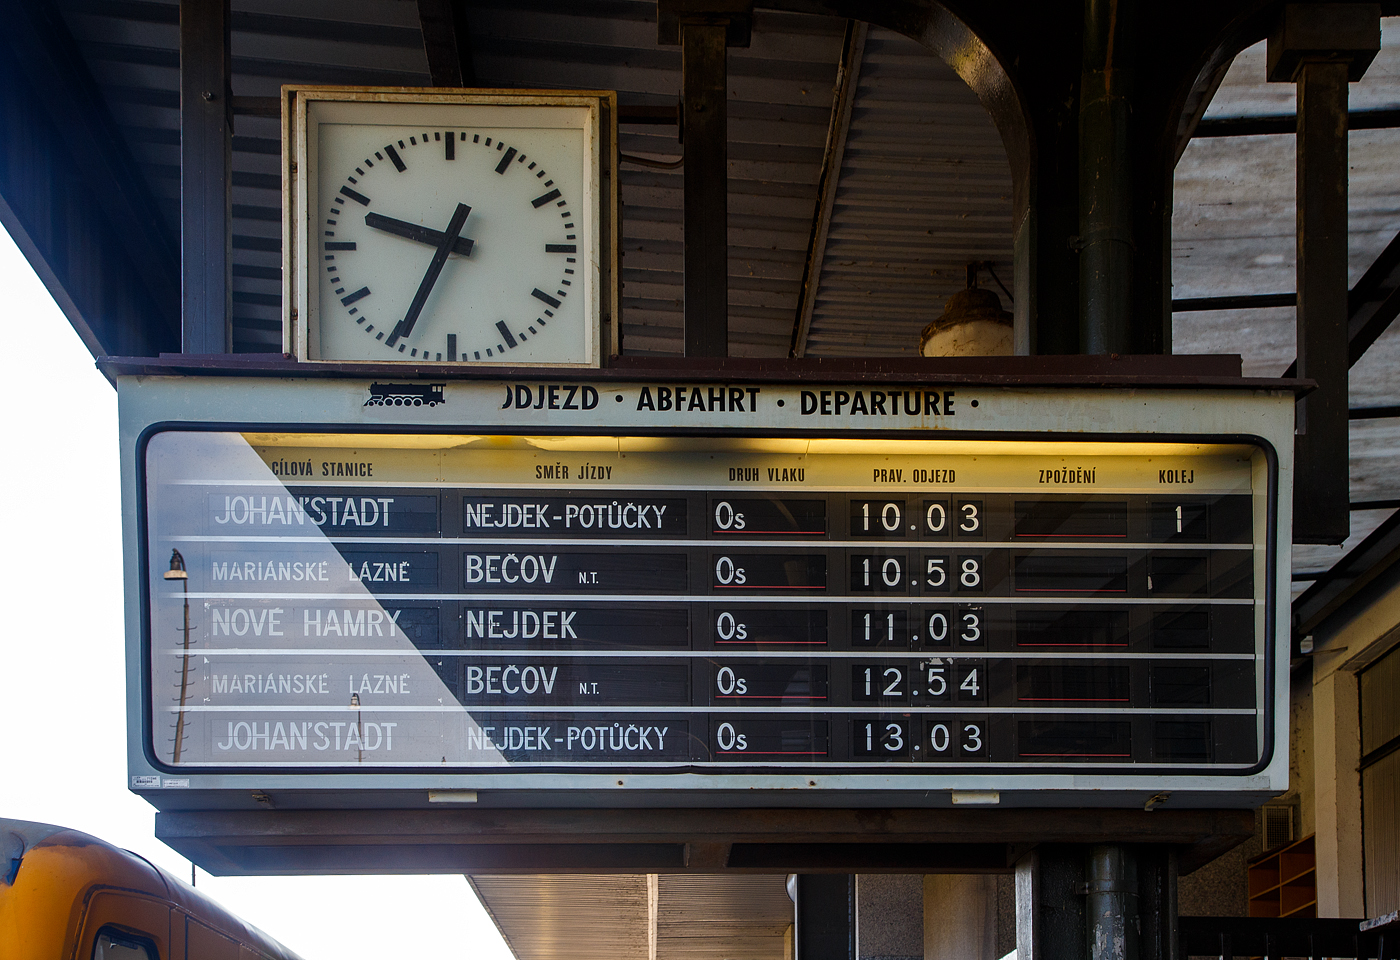 ODJEZD • ABFAHRT • DEPARTURE •
CÍLOVÁ STANICE SMĚR JÍZDY DRUH VLAKU PRAV. ODJEZD ZPOŽDĚNÍ KOLEJ
JOHAN'STADT NEJDEK-POTŮČKY Os 10.03 1
MARIÁNSKÉ LÁZNĚ BEČOV N.T. Os 10.58
NOVÉ HAMRY NEJDEK Os 11.03
MARIÁNSKÉ LÁZNĚ BEČOV N.T. Os 12.54
JOHAN'STADT NEJDEK-POTŮČKY Os 13.03